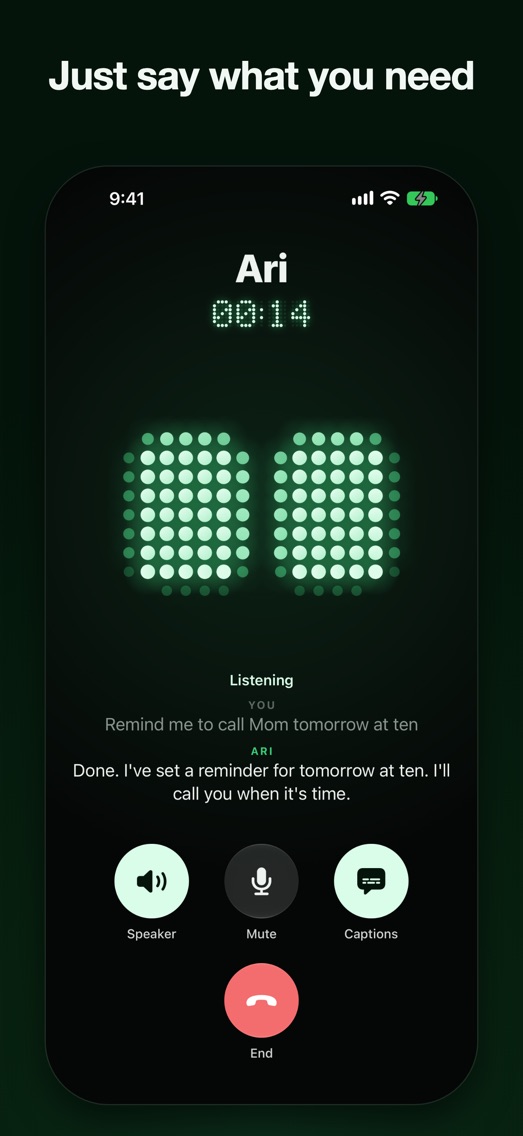 Just say what you need
9:41
Ari
00:14
Listening
YOU
Remind me to call Mom tomorrow at ten
ARI
Done. I've set a reminder for tomorrow at ten. I'll
call you when it's time.
Speaker
Mute
Captions
End